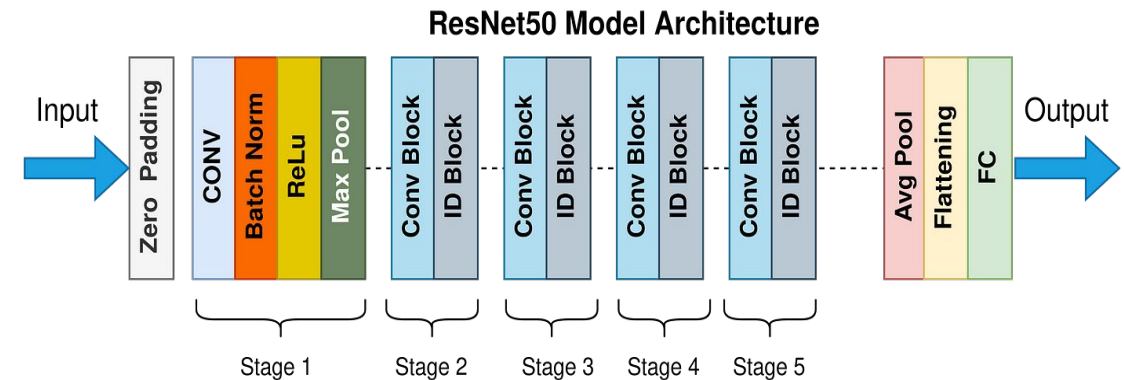 ResNet50 Model Architecture
Input
Zero Padding
CONV
Batch Norm
ReLu
Max Pool
Conv Block
ID Block
Conv Block
ID Block
Conv Block
ID Block
Conv Block
ID Block
Avg Pool
Flattening
FC
Output
Stage 1
Stage 2
Stage 3
Stage 4
Stage 5